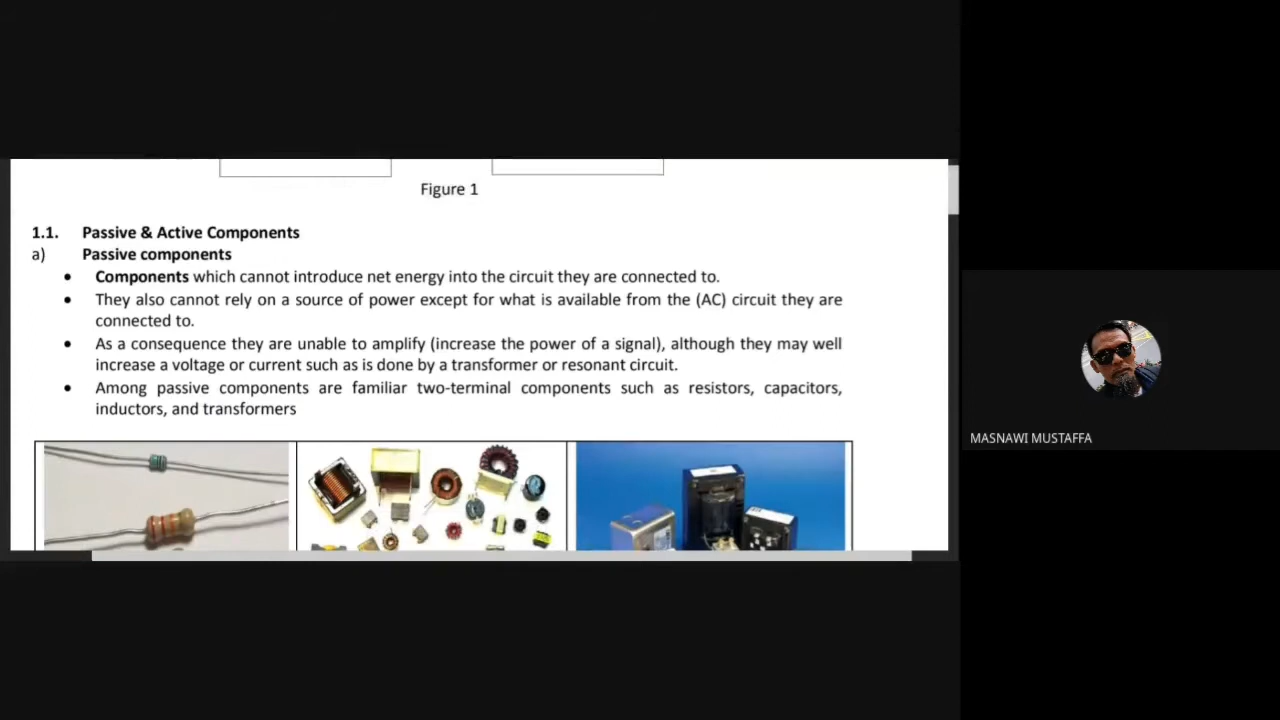 Figure 1
1.1. Passive & Active Components
a) Passive components
• Components which cannot introduce net energy into the circuit they are connected to.
• They also cannot rely on a source of power except for what is available from the (AC) circuit they are
connected to.
• As a consequence they are unable to amplify (increase the power of a signal), although they may well
increase a voltage or current such as is done by a transformer or resonant circuit.
• Among passive components are familiar two-terminal components such as resistors, capacitors,
inductors, and transformers
MASNAWI MUSTAFFA